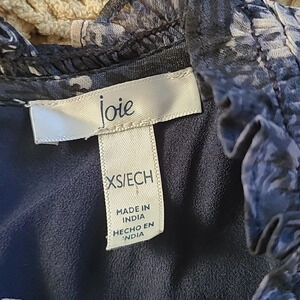 joie
XS/ECH
MADE IN
INDIA
HECHO EN
INDIA